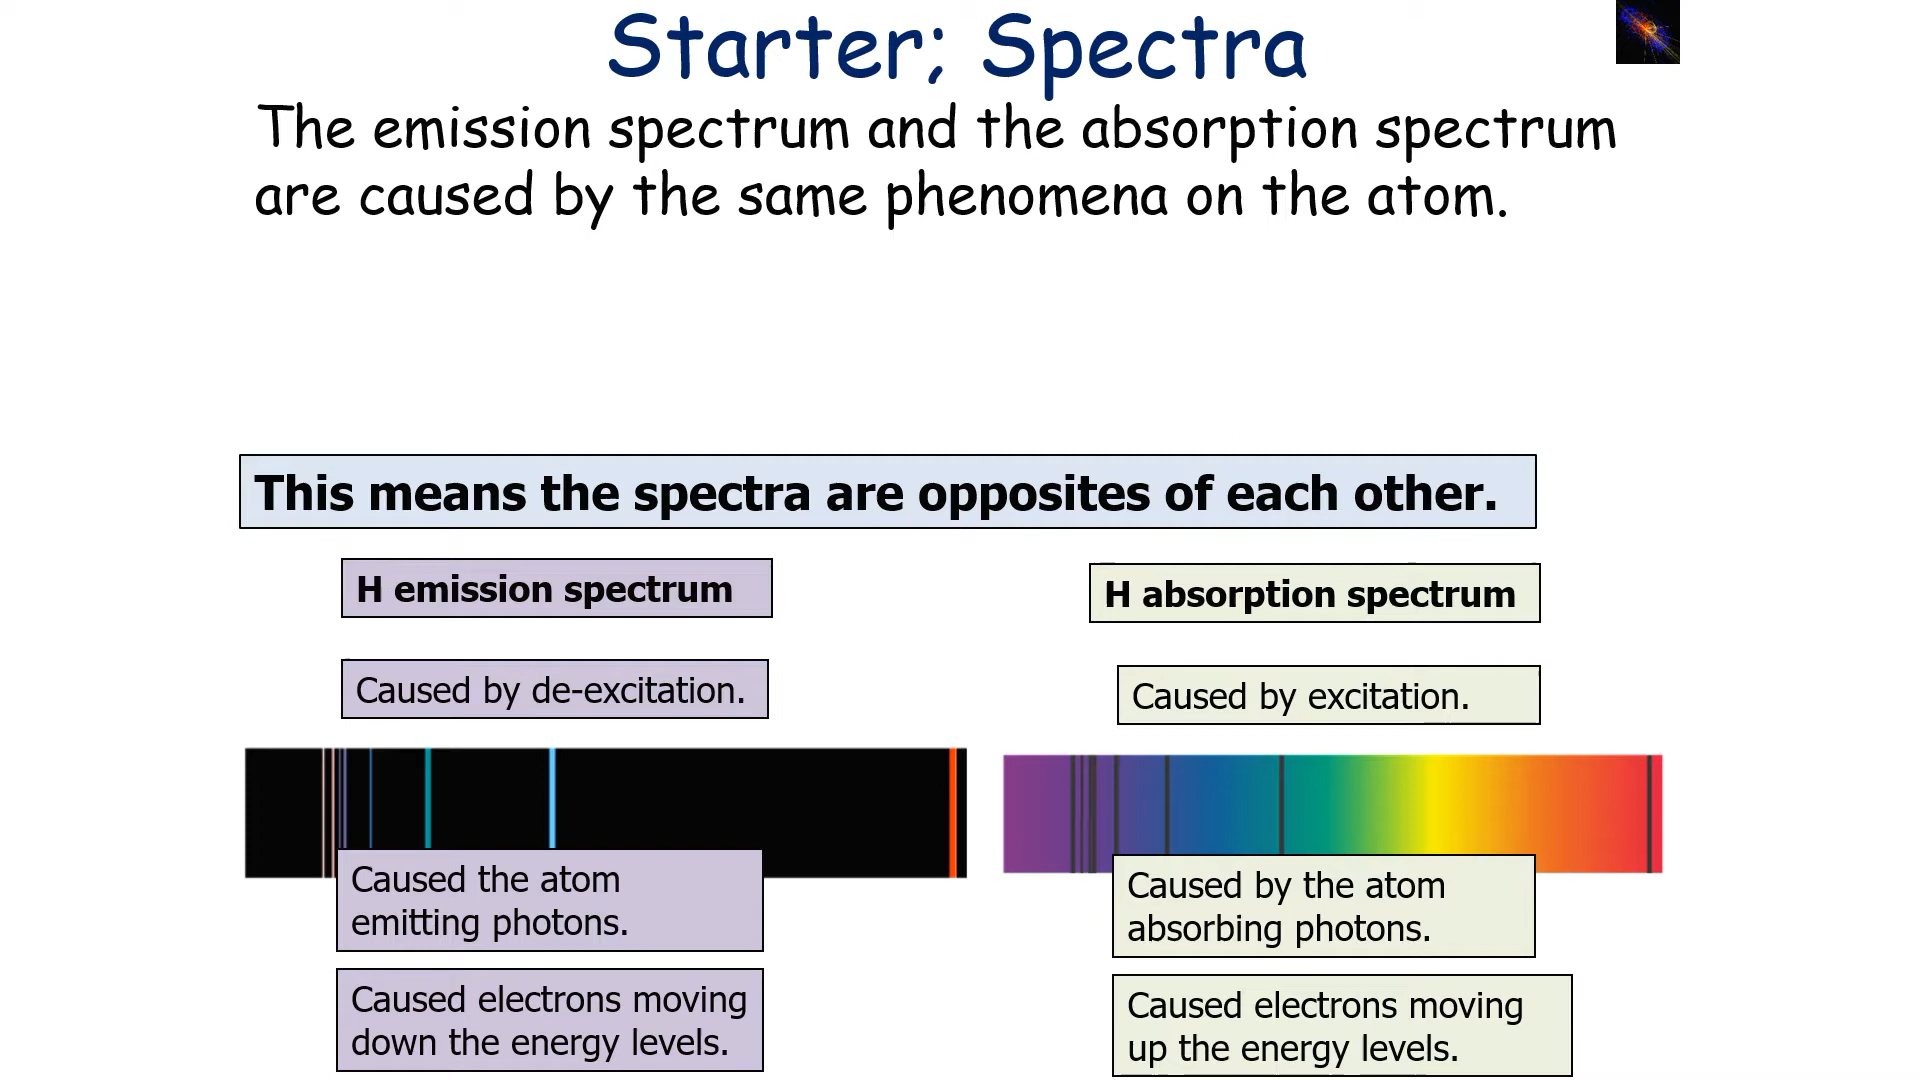 Starter; Spectra
The emission spectrum and the absorption spectrum
are caused by the same phenomena on the atom.
This means the spectra are opposites of each other.
H emission spectrum
H absorption spectrum
Caused by de-excitation.
Caused by excitation.
Caused the atom
emitting photons.
Caused by the atom
absorbing photons.
Caused electrons moving
down the energy levels.
Caused electrons moving
up the energy levels.